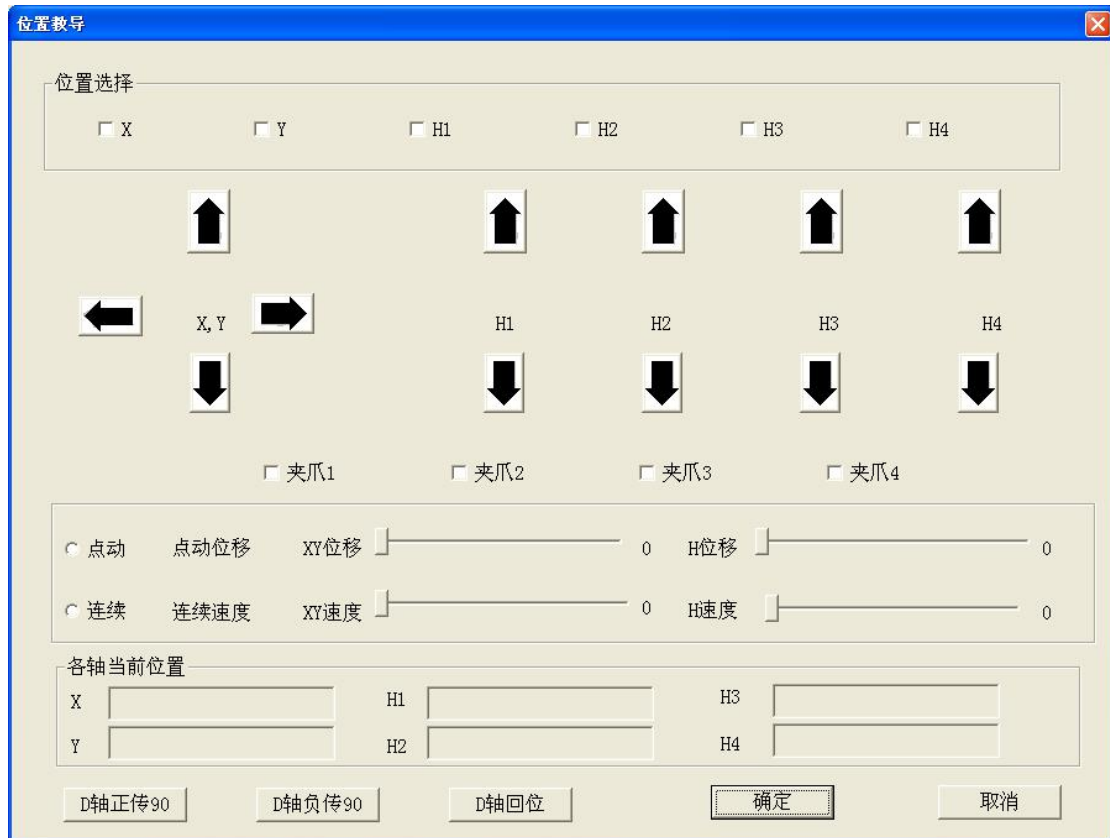 位置教导
位置选择
X Y H1 H2 H3 H4
X,Y H1 H2 H3 H4
夹爪1 夹爪2 夹爪3 夹爪4
点动 点动位移 XY位移 0 H位移 0
连续 连续速度 XY速度 0 H速度 0
各轴当前位置
X H1 H3
Y H2 H4
D轴正传90 D轴负传90 D轴回位 确定 取消